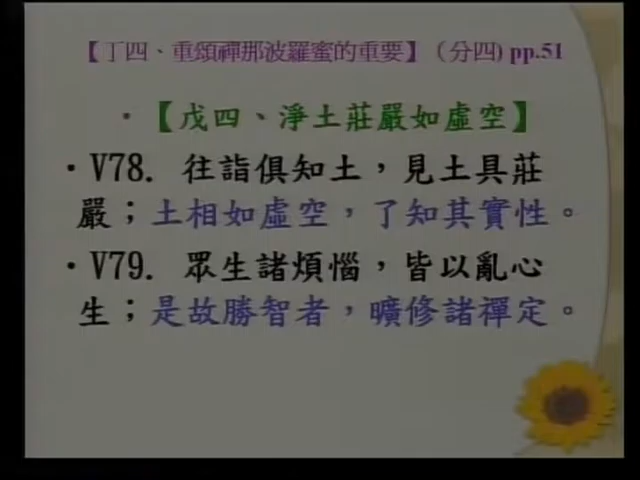 【丁四、重頌禪那波羅蜜的重要】（分四) pp.51
•【戊四、淨土莊嚴如虛空】
• V78. 往詣俱知土，見土具莊
嚴；土相如虛空，了知其實性。
• V79. 眾生諸煩惱，皆以亂心
生；是故勝智者，曠修諸禪定。